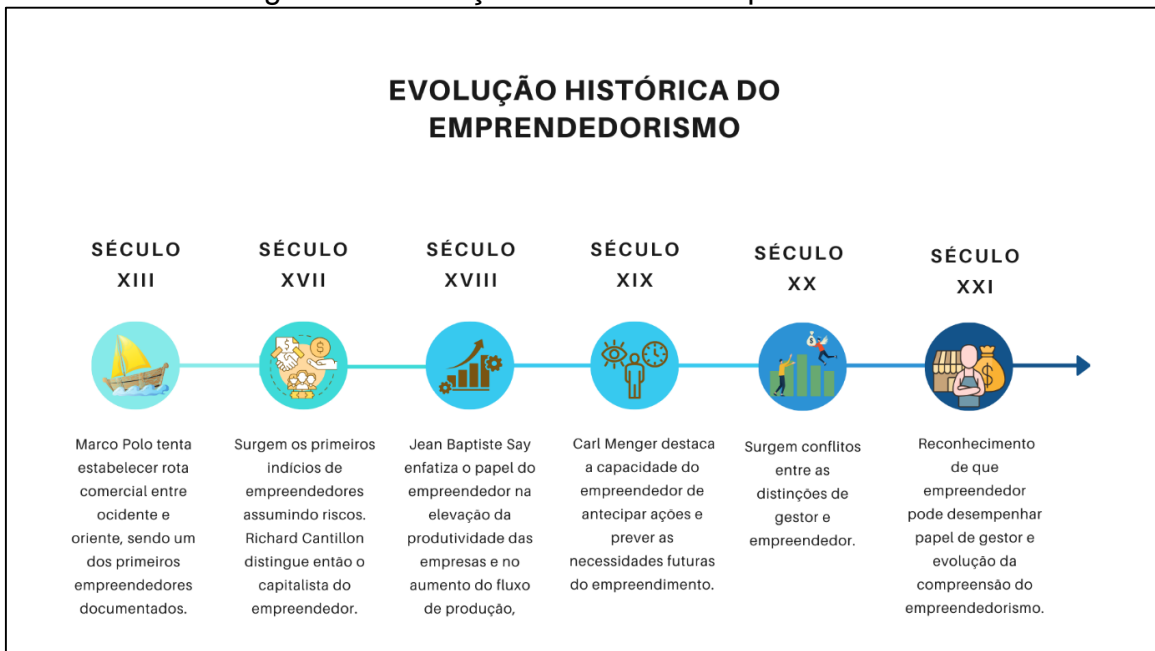 EVOLUÇÃO HISTÓRICA DO
EMPRENDEDORISMO
SÉCULO
XIII
Marco Polo tenta
estabelecer rota
comercial entre
ocidente e
oriente, sendo um
dos primeiros
empreendedores
documentados.
SÉCULO
XVII
Surgem os primeiros
indícios de
empreendedores
assumindo riscos.
Richard Cantillon
distingue então o
capitalista do
empreendedor.
SÉCULO
XVIII
Jean Baptiste Say
enfatiza o papel do
empreendedor na
elevação da
produtividade das
empresas e no
aumento do fluxo
de produção,
SÉCULO
XIX
Carl Menger destaca
a capacidade do
empreendedor de
antecipar ações e
prever as
necessidades futuras
do empreendimento.
SÉCULO
XX
Surgem conflitos
entre as
distinções de
gestor e
empreendedor.
SÉCULO
XXI
Reconhecimento
de que
empreendedor
pode desempenhar
papel de gestor e
evolução da
compreensão do
empreendedorismo.